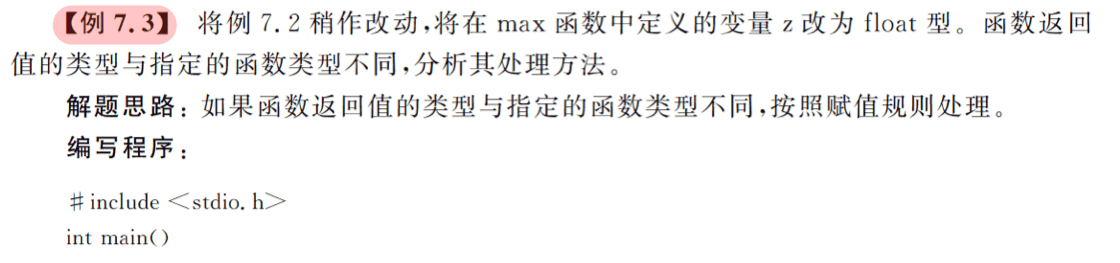 【例 7.3】 将例 7.2 稍作改动,将在 max 函数中定义的变量 z 改为 float 型。函数返回
值的类型与指定的函数类型不同,分析其处理方法。
解题思路:如果函数返回值的类型与指定的函数类型不同,按照赋值规则处理。
编写程序:
#include <stdio.h>
int main()